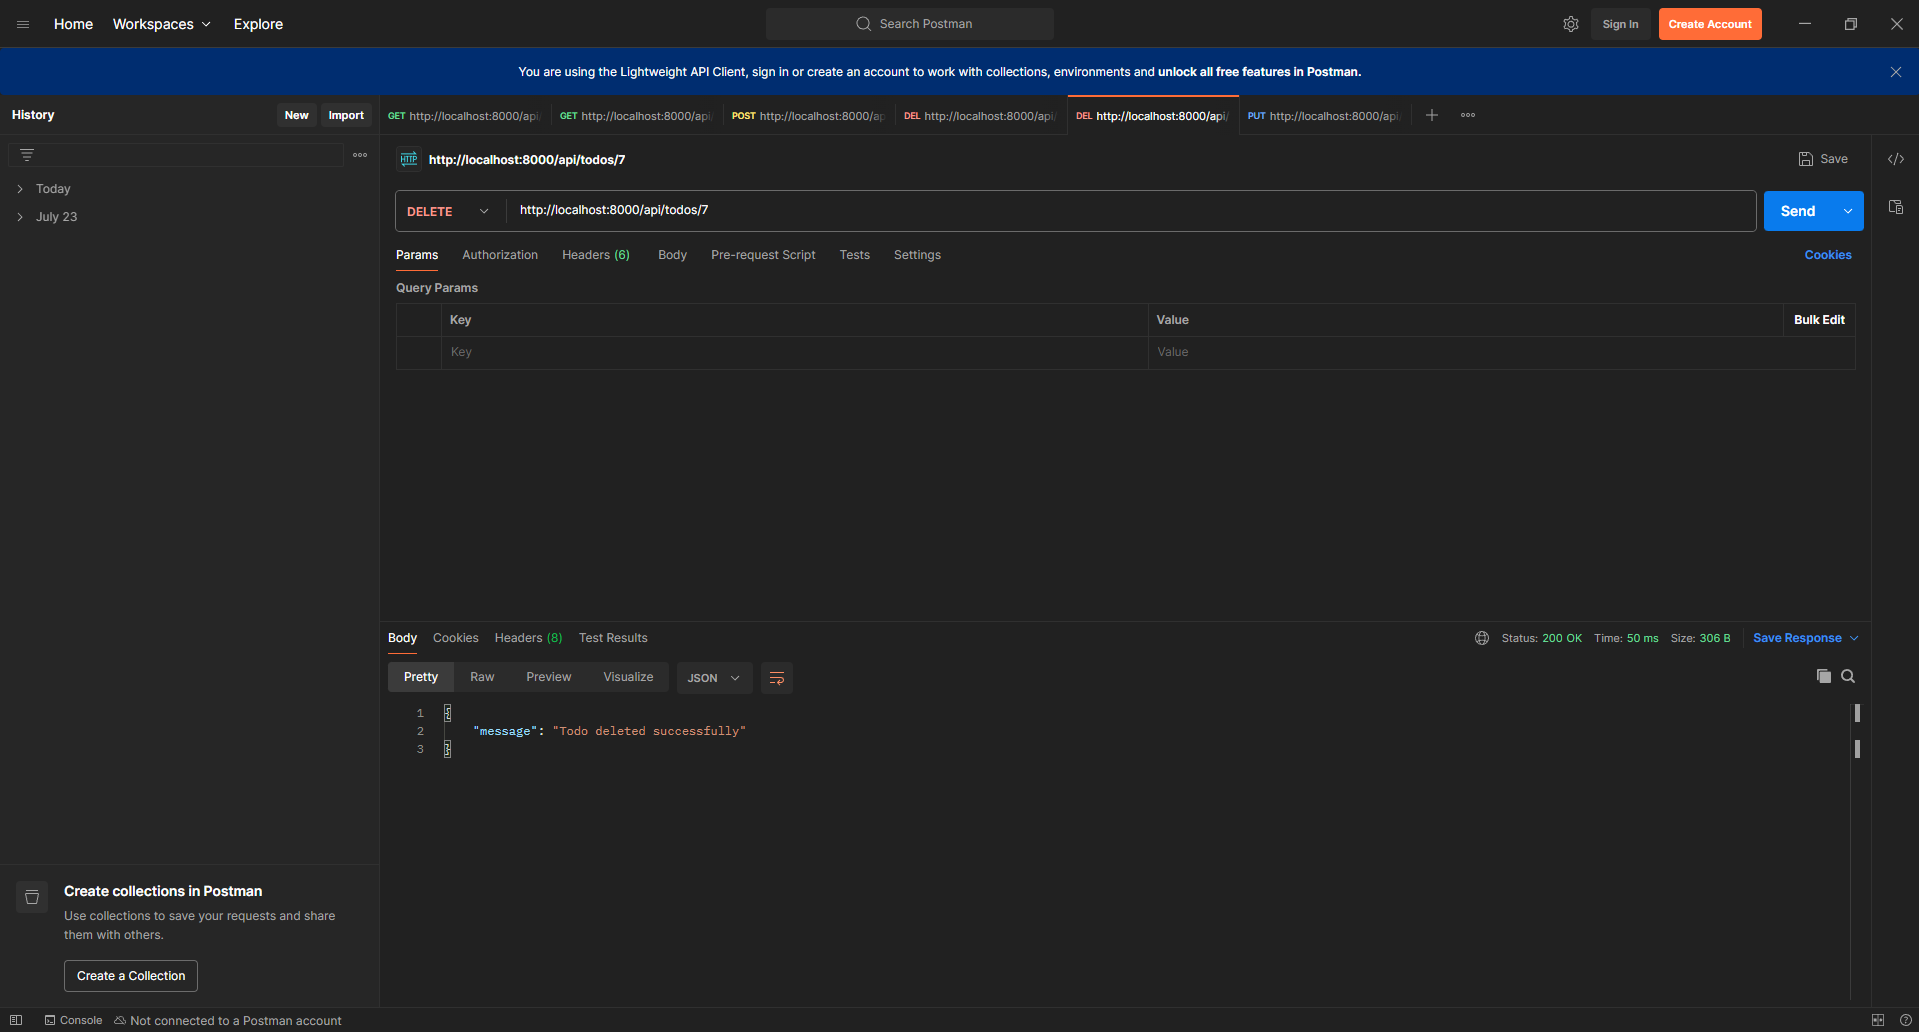 Home Workspaces Explore
Search Postman
Sign In
Create Account
You are using the Lightweight API Client, sign in or create an account to work with collections, environments and unlock all free features in Postman.
History
New
Import
GET http://localhost:8000/api/
GET http://localhost:8000/api/
POST http://localhost:8000/ap
DEL http://localhost:8000/api/
DEL http://localhost:8000/api/
PUT http://localhost:8000/api/
Today
July 23
HTTP http://localhost:8000/api/todos/7
Save
DELETE http://localhost:8000/api/todos/7
Send
Params Authorization Headers (6) Body Pre-request Script Tests Settings
Cookies
Query Params
Key Value Bulk Edit
Key Value
Body Cookies Headers (8) Test Results
Status: 200 OK Time: 50 ms Size: 306 B Save Response
Pretty Raw Preview Visualize JSON
1 {
2 "message": "Todo deleted successfully"
3 }
Create collections in Postman
Use collections to save your requests and share
them with others.
Create a Collection
Console Not connected to a Postman account